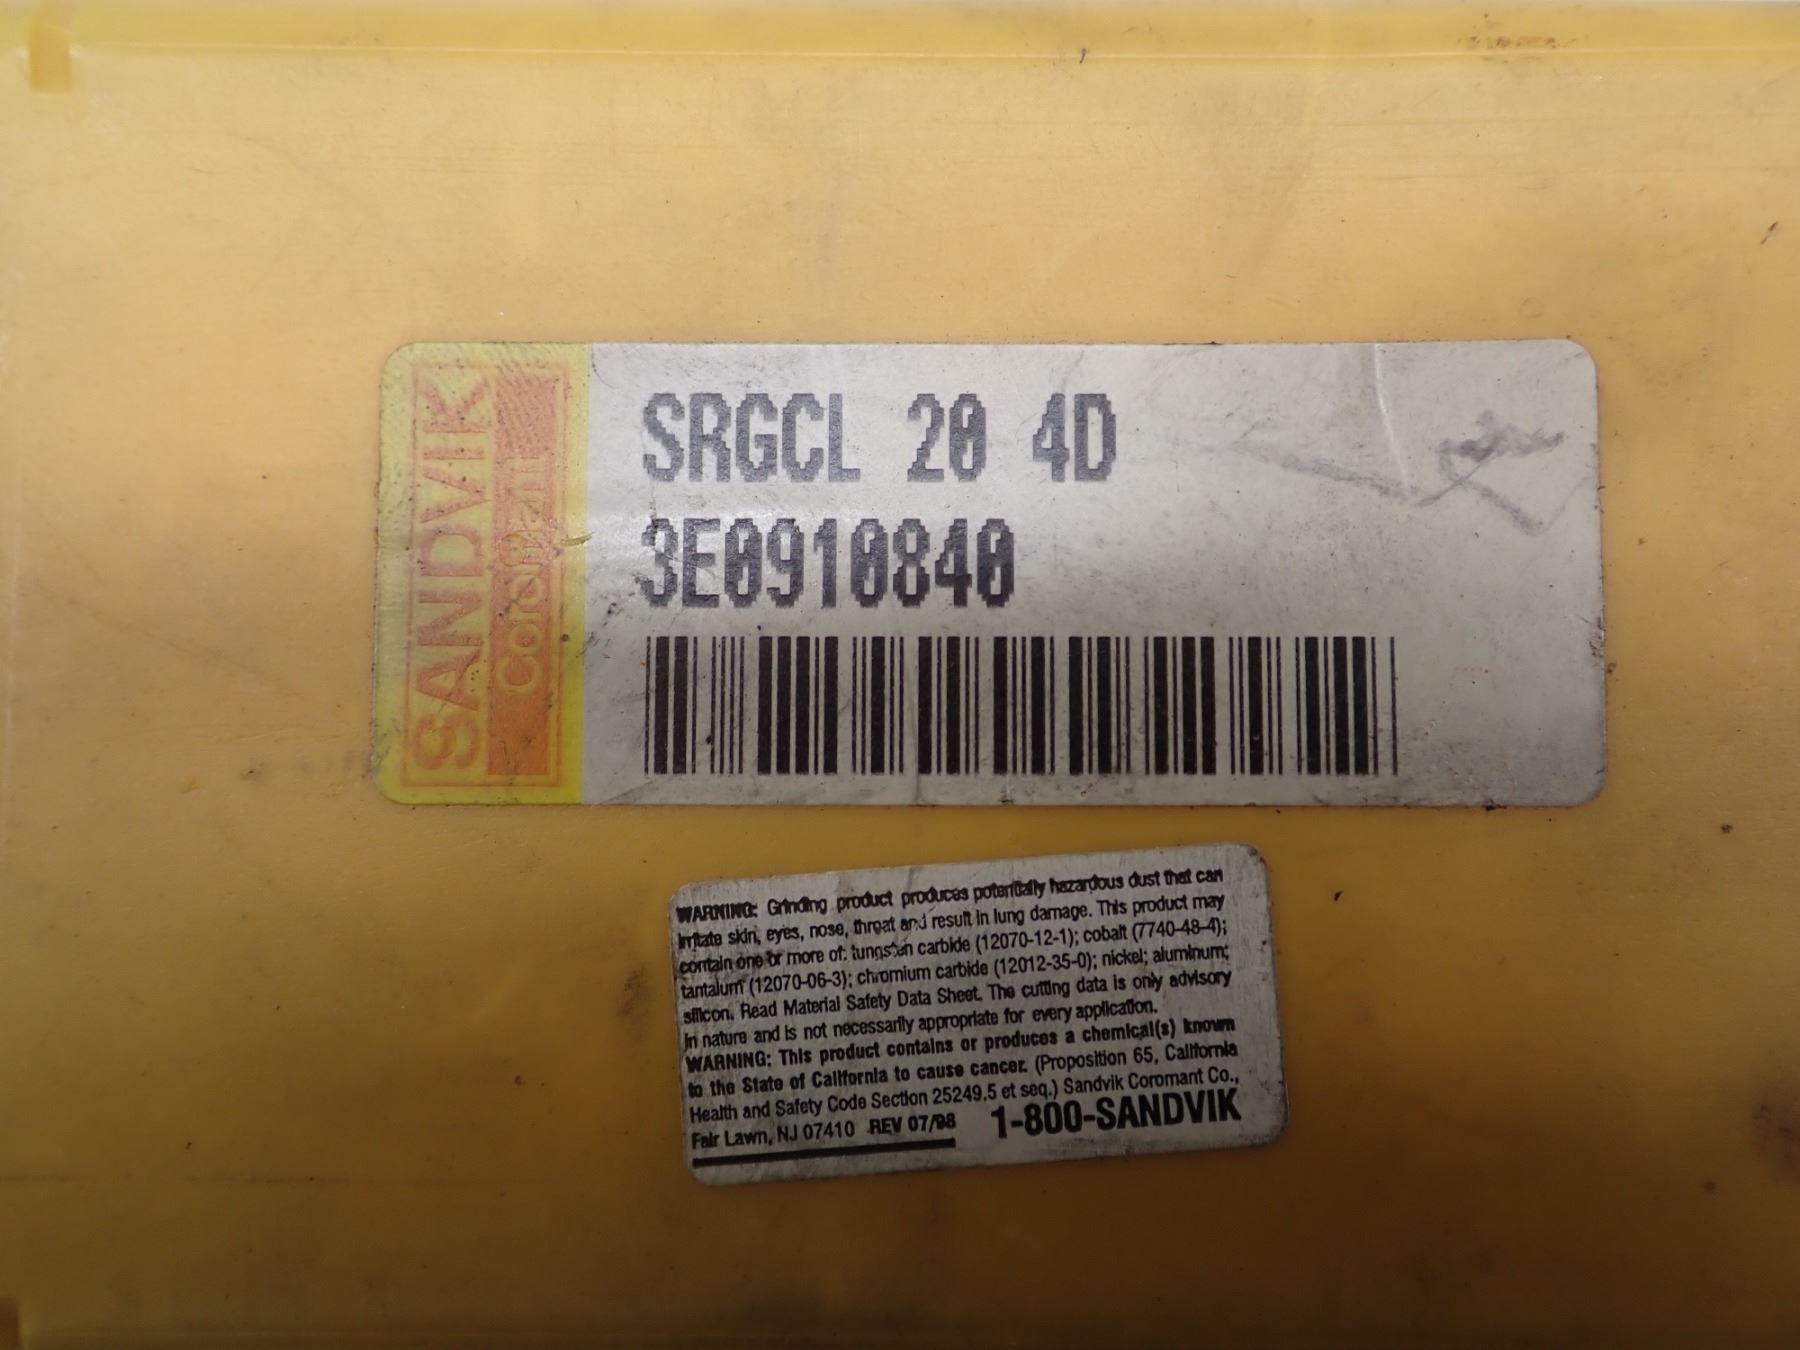 SANDVIK
Coromant
SRGCL 20 4D
3E0910840
WARNING: Grinding product produces potentially hazardous dust that can
irritate skin, eyes, nose, throat and result in lung damage. This product may
contain one or more of: tungsten carbide (12070-12-1); cobalt (7740-48-4);
tantalum (12070-06-3); chromium carbide (12012-35-0); nickel; aluminum;
silicon. Read Material Safety Data Sheet. The cutting data is only advisory
in nature and is not necessarily appropriate for every application.
WARNING: This product contains or produces a chemical(s) known
to the State of California to cause cancer. (Proposition 65, California
Health and Safety Code Section 25249.5 et seq.) Sandvik Coromant Co.,
Fair Lawn, NJ 07410 REV 07/98 1-800-SANDVIK